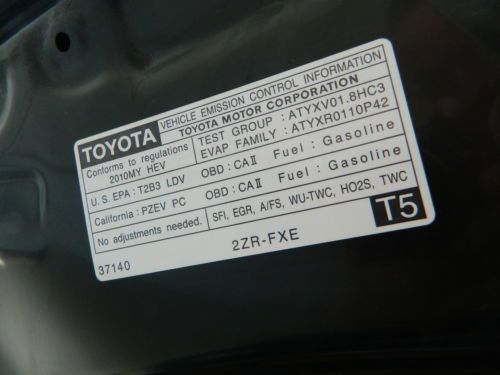 TOYOTA VEHICLE EMISSION CONTROL INFORMATION
TOYOTA MOTOR CORPORATION
Conforms to regulations TEST GROUP : ATYXV01.8HC3
2010MY HEV EVAP FAMILY : ATYXR0110P42
U.S. EPA : T2B3 LDV OBD : CAⅡ Fuel : Gasoline
California : PZEV PC OBD : CAⅡ Fuel : Gasoline
No adjustments needed. SFI, EGR, A/FS, WU-TWC, HO2S, TWC
37140 2ZR-FXE T5